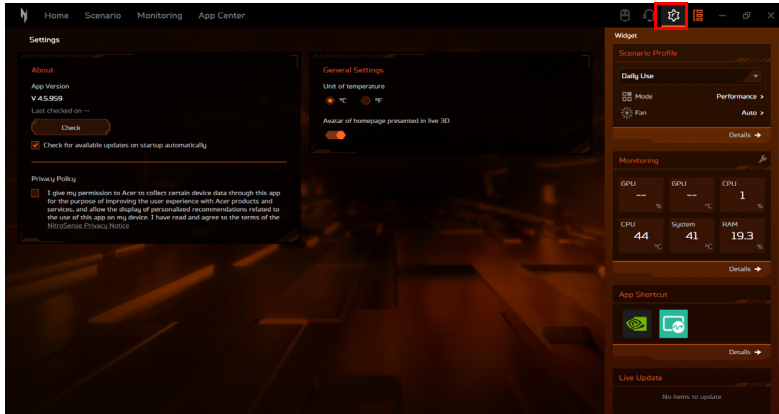 Home Scenario Monitoring App Center
Settings
About
App Version
V 4.5.959
Last checked on --
Check
Check for available updates on startup automatically
Privacy Policy
I give my permission to Acer to collect certain device data through this app
for the purpose of improving the user experience with Acer products and
services, and allow the display of personalized recommendations related to
the use of this app on my device. I have read and agree to the terms of the
NitroSense Privacy Notice
General Settings
Unit of temperature
°C °F
Avatar of homepage presented in live 3D
Widget
Scenario Profile
Daily Use
Mode Performance >
Fan Auto >
Details →
Monitoring
GPU GPU CPU
-- -- 1
% °C %
CPU System RAM
44 41 19.3
°C °C %
Details →
App Shortcut
Details →
Live Update
No items to update